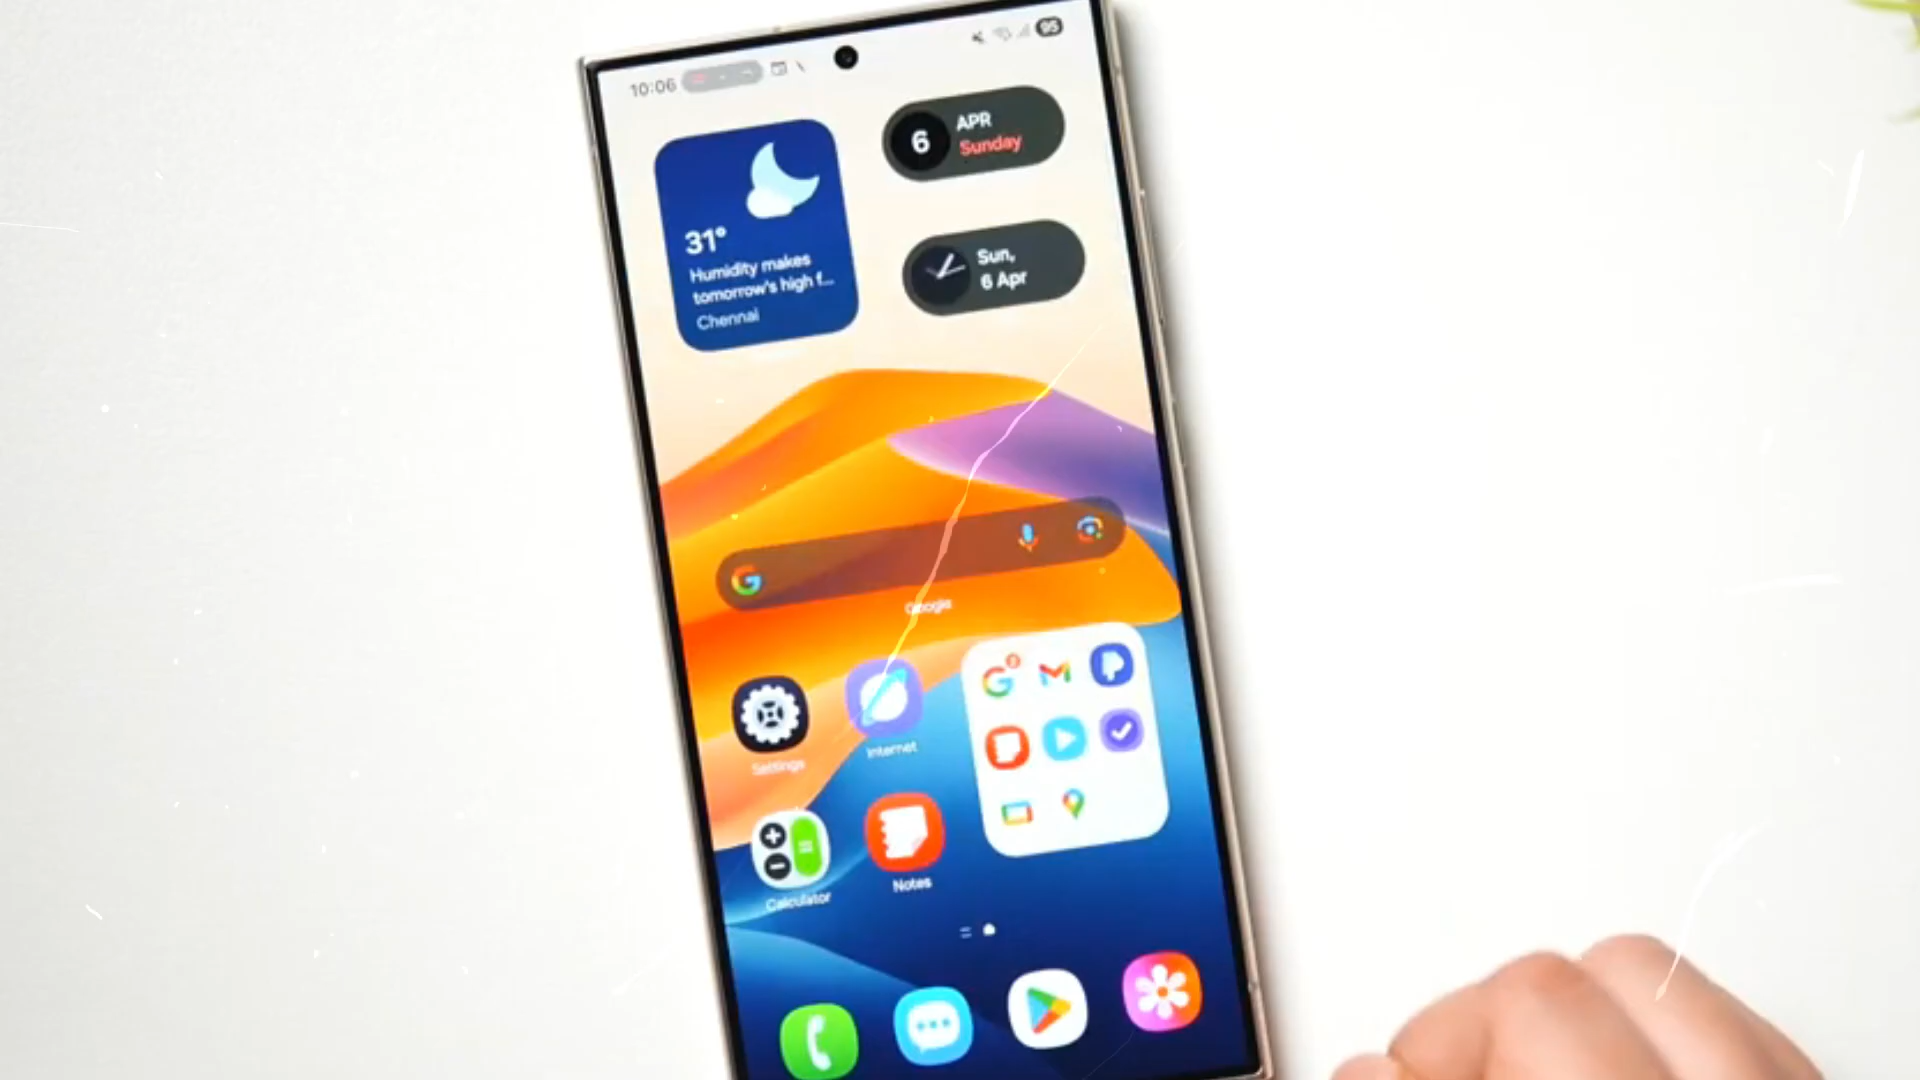 10:06
95
6
APR
Sunday
31°
Humidity makes
tomorrow's high f...
Chennai
Sun,
6 Apr
Google
Settings
Internet
Calculator
Notes